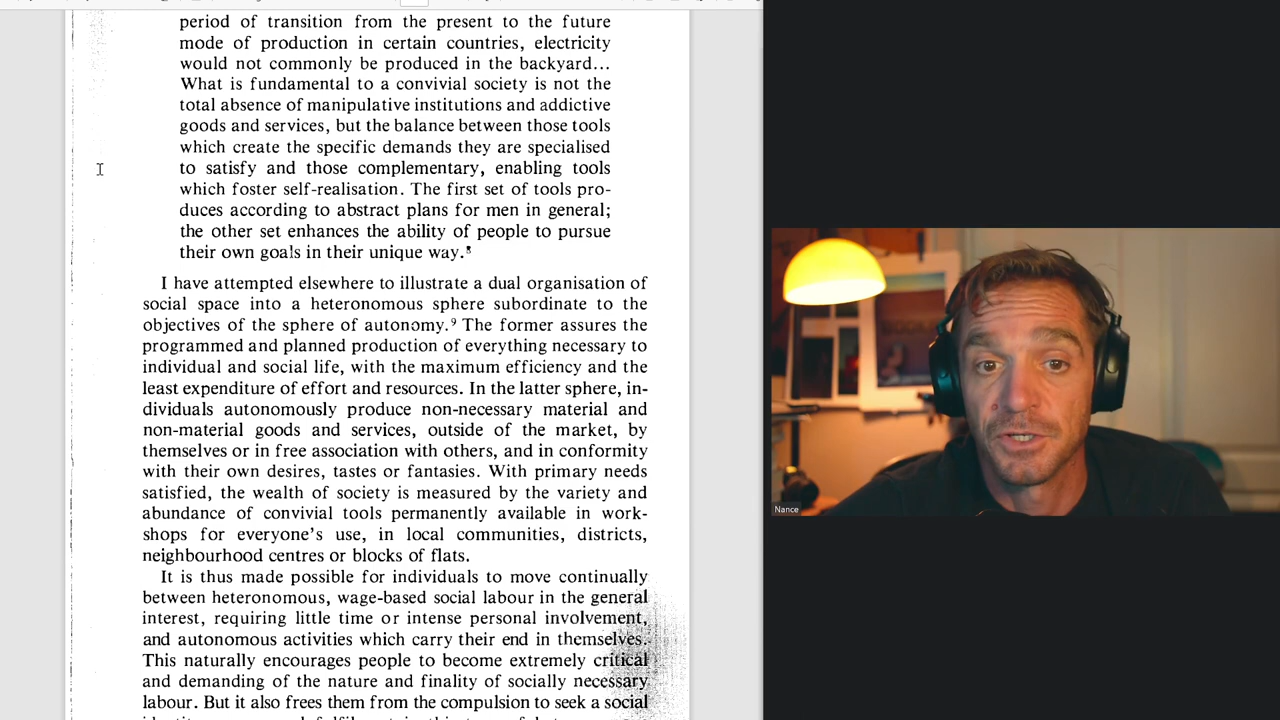 period of transition from the present to the future
mode of production in certain countries, electricity
would not commonly be produced in the backyard...
What is fundamental to a convivial society is not the
total absence of manipulative institutions and addictive
goods and services, but the balance between those tools
which create the specific demands they are specialised
to satisfy and those complementary, enabling tools
which foster self-realisation. The first set of tools pro-
duces according to abstract plans for men in general;
the other set enhances the ability of people to pursue
their own goals in their unique way.⁸
I have attempted elsewhere to illustrate a dual organisation of
social space into a heteronomous sphere subordinate to the
objectives of the sphere of autonomy.⁹ The former assures the
programmed and planned production of everything necessary to
individual and social life, with the maximum efficiency and the
least expenditure of effort and resources. In the latter sphere, in-
dividuals autonomously produce non-necessary material and
non-material goods and services, outside of the market, by
themselves or in free association with others, and in conformity
with their own desires, tastes or fantasies. With primary needs
satisfied, the wealth of society is measured by the variety and
abundance of convivial tools permanently available in work-
shops for everyone's use, in local communities, districts,
neighbourhood centres or blocks of flats.
It is thus made possible for individuals to move continually
between heteronomous, wage-based social labour in the general
interest, requiring little time or intense personal involvement,
and autonomous activities which carry their end in themselves.
This naturally encourages people to become extremely critical
and demanding of the nature and finality of socially necessary
labour. But it also frees them from the compulsion to seek a social
Nance